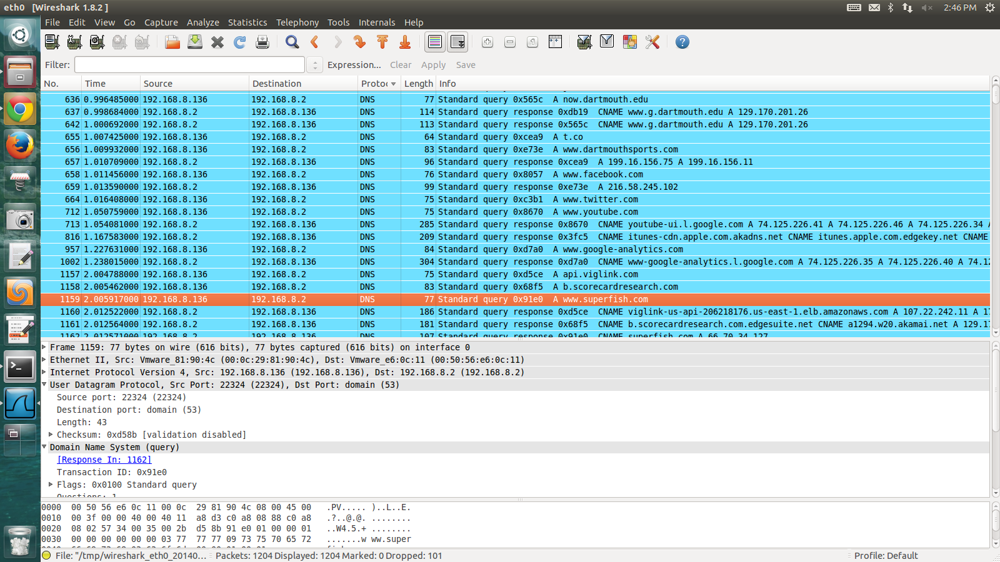 eth0   [Wireshark 1.8.2 ]
2:46 PM
File Edit View Go Capture Analyze Statistics Telephony Tools Internals Help
Filter: Expression... Clear Apply Save
No. Time Source Destination Protoc Length Info
636 0.996485000 192.168.8.136 192.168.8.2 DNS 77 Standard query 0x565c  A now.dartmouth.edu
637 0.998684000 192.168.8.2 192.168.8.136 DNS 114 Standard query response 0xdb19  CNAME www.g.dartmouth.edu A 129.170.201.26
642 1.000692000 192.168.8.2 192.168.8.136 DNS 113 Standard query response 0x565c  CNAME www.g.dartmouth.edu A 129.170.201.26
655 1.007425000 192.168.8.136 192.168.8.2 DNS 64 Standard query 0xcea9  A t.co
656 1.009932000 192.168.8.136 192.168.8.2 DNS 83 Standard query 0xe73e  A www.dartmouthsports.com
657 1.010709000 192.168.8.2 192.168.8.136 DNS 96 Standard query response 0xcea9  A 199.16.156.75 A 199.16.156.11
658 1.011456000 192.168.8.136 192.168.8.2 DNS 76 Standard query 0x8057  A www.facebook.com
659 1.013590000 192.168.8.2 192.168.8.136 DNS 99 Standard query response 0xe73e  A 216.58.245.102
664 1.016408000 192.168.8.136 192.168.8.2 DNS 75 Standard query 0xc3b1  A www.twitter.com
712 1.050759000 192.168.8.136 192.168.8.2 DNS 75 Standard query 0x8670  A www.youtube.com
713 1.054081000 192.168.8.2 192.168.8.136 DNS 285 Standard query response 0x8670  CNAME youtube-ui.l.google.com A 74.125.226.41 A 74.125.226.46 A 74.125.226.34 A
816 1.167583000 192.168.8.2 192.168.8.136 DNS 209 Standard query response 0x3fc5  CNAME itunes-cdn.apple.com.akadns.net CNAME itunes.apple.com.edgekey.net CNAME
957 1.227631000 192.168.8.136 192.168.8.2 DNS 84 Standard query 0xd7a0  A www.google-analytics.com
1002 1.238015000 192.168.8.2 192.168.8.136 DNS 304 Standard query response 0xd7a0  CNAME www-google-analytics.l.google.com A 74.125.226.35 A 74.125.226.40 A 74.12
1157 2.004788000 192.168.8.136 192.168.8.2 DNS 75 Standard query 0xd5ce  A api.viglink.com
1158 2.005462000 192.168.8.136 192.168.8.2 DNS 83 Standard query 0x68f5  A b.scorecardresearch.com
1159 2.005917000 192.168.8.136 192.168.8.2 DNS 77 Standard query 0x91e0  A www.superfish.com
1160 2.012522000 192.168.8.2 192.168.8.136 DNS 186 Standard query response 0xd5ce  CNAME viglink-us-api-206218176.us-east-1.elb.amazonaws.com A 107.22.242.11 A 17
1161 2.012564000 192.168.8.2 192.168.8.136 DNS 181 Standard query response 0x68f5  CNAME b.scorecardresearch.com.edgesuite.net CNAME a1294.w20.akamai.net A 129.17
1162 2.012571000 192.168.8.2 192.168.8.136 DNS 107 Standard query response 0x91e0  CNAME superfish.com A 66.70.34.127
Frame 1159: 77 bytes on wire (616 bits), 77 bytes captured (616 bits) on interface 0
Ethernet II, Src: Vmware_81:90:4c (00:0c:29:81:90:4c), Dst: Vmware_e6:0c:11 (00:50:56:e6:0c:11)
Internet Protocol Version 4, Src: 192.168.8.136 (192.168.8.136), Dst: 192.168.8.2 (192.168.8.2)
User Datagram Protocol, Src Port: 22324 (22324), Dst Port: domain (53)
Source port: 22324 (22324)
Destination port: domain (53)
Length: 43
Checksum: 0xd58b [validation disabled]
Domain Name System (query)
[Response In: 1162]
Transaction ID: 0x91e0
Flags: 0x0100 Standard query
Questions: 1
0000  00 50 56 e6 0c 11 00 0c  29 81 90 4c 08 00 45 00   .PV..... )..L..E.
0010  00 3f 00 00 40 00 40 11  a8 d3 c0 a8 08 88 c0 a8   .?..@.@. ........
0020  08 02 57 34 00 35 00 2b  d5 8b 91 e0 01 00 00 01   ..W4.5.+ ........
0030  00 00 00 00 00 00 03 77  77 77 09 73 75 70 65 72   .......w ww.super
File: "/tmp/wireshark_eth0_20140... Packets: 1204 Displayed: 1204 Marked: 0 Dropped: 101 Profile: Default